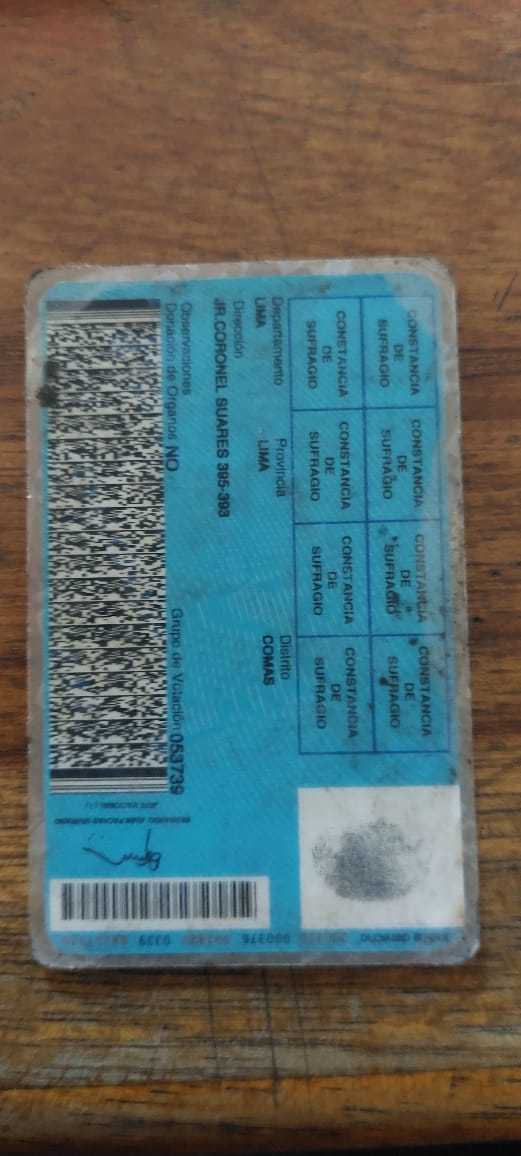 CONSTANCIA DE SUFRAGIO
CONSTANCIA DE SUFRAGIO
CONSTANCIA DE SUFRAGIO
CONSTANCIA DE SUFRAGIO
CONSTANCIA DE SUFRAGIO
CONSTANCIA DE SUFRAGIO
CONSTANCIA DE SUFRAGIO
CONSTANCIA DE SUFRAGIO
Departamento Provincia Distrito
LIMA LIMA COMAS
Dirección
JR.CORONEL SUARES 395-393
Observaciones
Donación de Organos NO Grupo de Votación 053739